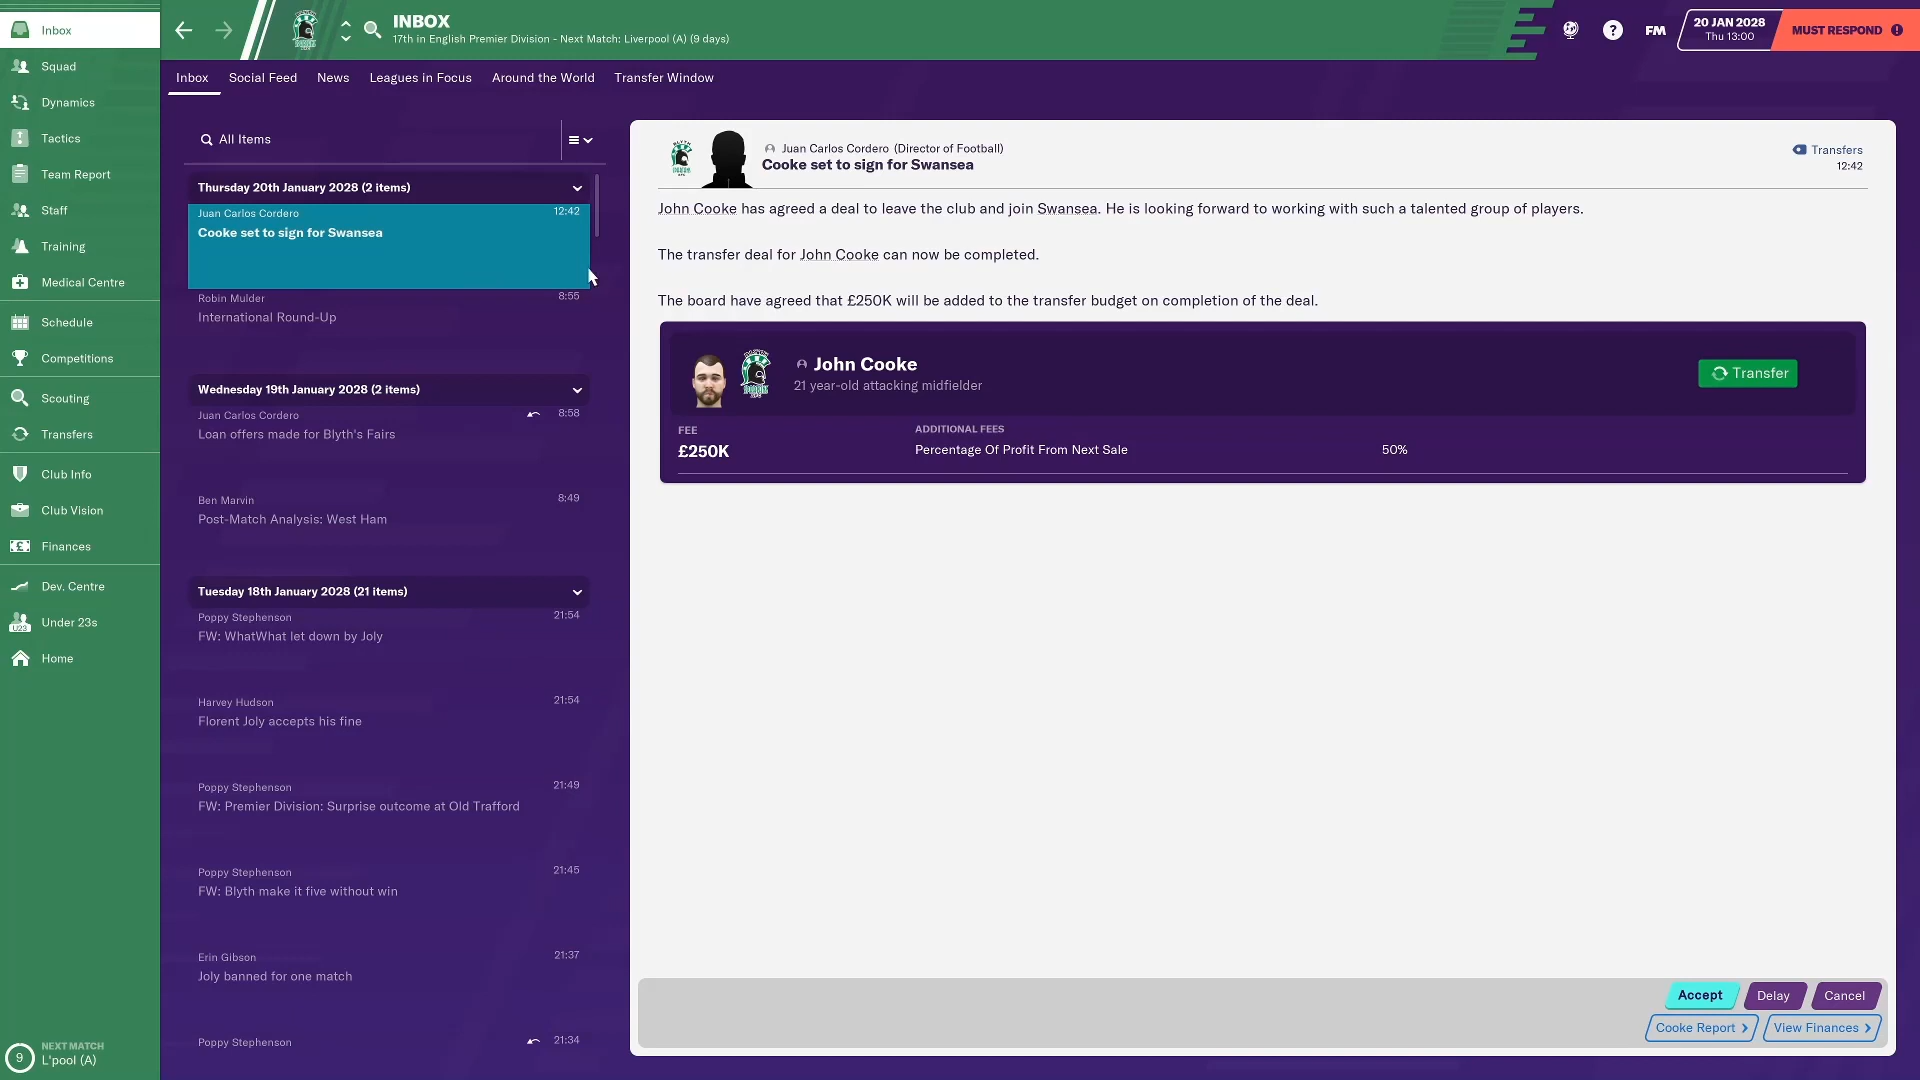 Inbox
Squad
Dynamics
Tactics
Team Report
Staff
Training
Medical Centre
Schedule
Competitions
Scouting
Transfers
Club Info
Club Vision
Finances
Dev. Centre
U23
Under 23s
Home
9
NEXT MATCH
L'pool (A)
INBOX
17th in English Premier Division - Next Match: Liverpool (A) (9 days)
?
FM
20 JAN 2028
Thu 13:00
MUST RESPOND
Inbox
Social Feed
News
Leagues in Focus
Around the World
Transfer Window
All Items
Thursday 20th January 2028 (2 items)
Juan Carlos Cordero 12:42
Cooke set to sign for Swansea
Robin Mulder 8:55
International Round-Up
Wednesday 19th January 2028 (2 items)
Juan Carlos Cordero 8:58
Loan offers made for Blyth's Fairs
Ben Marvin 8:49
Post-Match Analysis: West Ham
Tuesday 18th January 2028 (21 items)
Poppy Stephenson 21:54
FW: WhatWhat let down by Joly
Harvey Hudson 21:54
Florent Joly accepts his fine
Poppy Stephenson 21:49
FW: Premier Division: Surprise outcome at Old Trafford
Poppy Stephenson 21:45
FW: Blyth make it five without win
Erin Gibson 21:37
Joly banned for one match
Poppy Stephenson 21:34
Juan Carlos Cordero (Director of Football)
Cooke set to sign for Swansea
Transfers
12:42
John Cooke has agreed a deal to leave the club and join Swansea. He is looking forward to working with such a talented group of players.
The transfer deal for John Cooke can now be completed.
The board have agreed that £250K will be added to the transfer budget on completion of the deal.
John Cooke
21 year-old attacking midfielder
Transfer
FEE
£250K
ADDITIONAL FEES
Percentage Of Profit From Next Sale 50%
Accept
Delay
Cancel
Cooke Report
View Finances